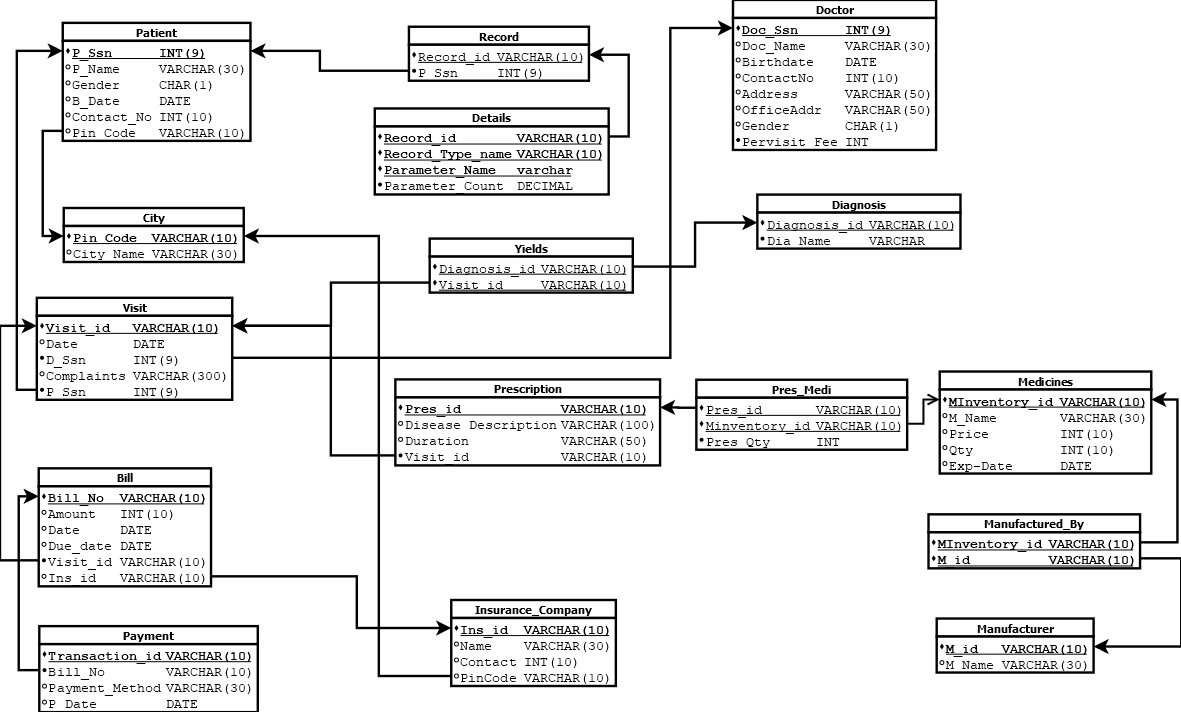 Patient
P_Ssn INT(9)
P_Name VARCHAR(30)
Gender CHAR(1)
B_Date DATE
Contact_No INT(10)
Pin_Code VARCHAR(10)
Record
Record_id VARCHAR(10)
P_Ssn INT(9)
Doctor
Doc_Ssn INT(9)
Doc_Name VARCHAR(30)
Birthdate DATE
ContactNo INT(10)
Address VARCHAR(50)
OfficeAddr VARCHAR(50)
Gender CHAR(1)
Pervisit_Fee INT
Details
Record_id VARCHAR(10)
Record_Type_name VARCHAR(10)
Parameter_Name varchar
Parameter_Count DECIMAL
City
Pin_Code VARCHAR(10)
City_Name VARCHAR(30)
Yields
Diagnosis_id VARCHAR(10)
Visit_id VARCHAR(10)
Diagnosis
Diagnosis_id VARCHAR(10)
Dia_Name VARCHAR
Visit
Visit_id VARCHAR(10)
Date DATE
D_Ssn INT(9)
Complaints VARCHAR(300)
P_Ssn INT(9)
Prescription
Pres_id VARCHAR(10)
Disease_Description VARCHAR(100)
Duration VARCHAR(50)
Visit_id VARCHAR(10)
Pres_Medi
Pres_id VARCHAR(10)
Minventory_id VARCHAR(10)
Pres_Qty INT
Medicines
MInventory_id VARCHAR(10)
M_Name VARCHAR(30)
Price INT(10)
Qty INT(10)
Exp-Date DATE
Bill
Bill_No VARCHAR(10)
Amount INT(10)
Date DATE
Due_date DATE
Visit_id VARCHAR(10)
Ins_id VARCHAR(10)
Manufactured_By
MInventory_id VARCHAR(10)
M_id VARCHAR(10)
Payment
Transaction_id VARCHAR(10)
Bill_No VARCHAR(10)
Payment_Method VARCHAR(30)
P_Date DATE
Insurance_Company
Ins_id VARCHAR(10)
Name VARCHAR(30)
Contact INT(10)
PinCode VARCHAR(10)
Manufacturer
M_id VARCHAR(10)
M_Name VARCHAR(30)